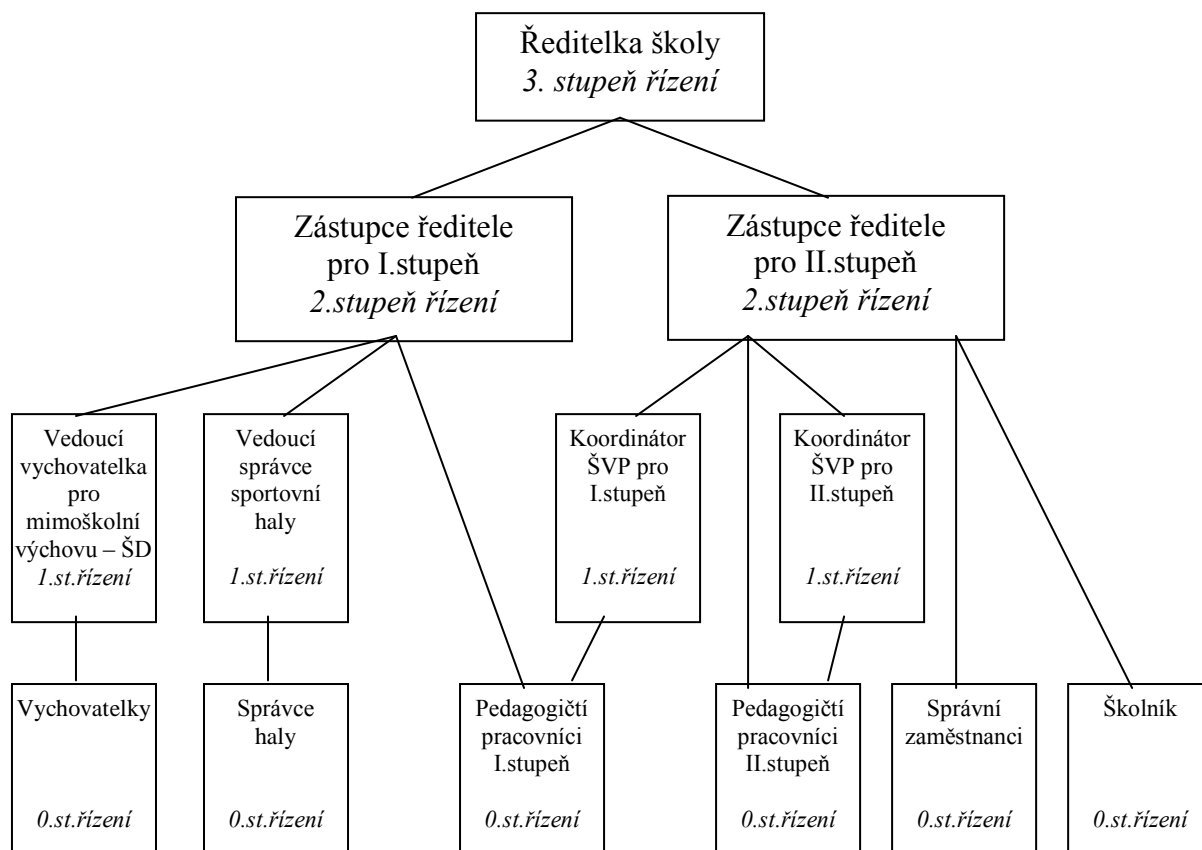 Ředitelka školy
3. stupeň řízení
Zástupce ředitele
pro I.stupeň
2.stupeň řízení
Zástupce ředitele
pro II.stupeň
2.stupeň řízení
Vedoucí
vychovatelka
pro
mimoškolní
výchovu – ŠD
1.st.řízení
Vedoucí
správce
sportovní
haly
1.st.řízení
Koordinátor
ŠVP pro
I.stupeň
1.st.řízení
Koordinátor
ŠVP pro
II.stupeň
1.st.řízení
Vychovatelky
0.st.řízení
Správce
haly
0.st.řízení
Pedagogičtí
pracovníci
I.stupeň
0.st.řízení
Pedagogičtí
pracovníci
II.stupeň
0.st.řízení
Správní
zaměstnanci
0.st.řízení
Školník
0.st.řízení